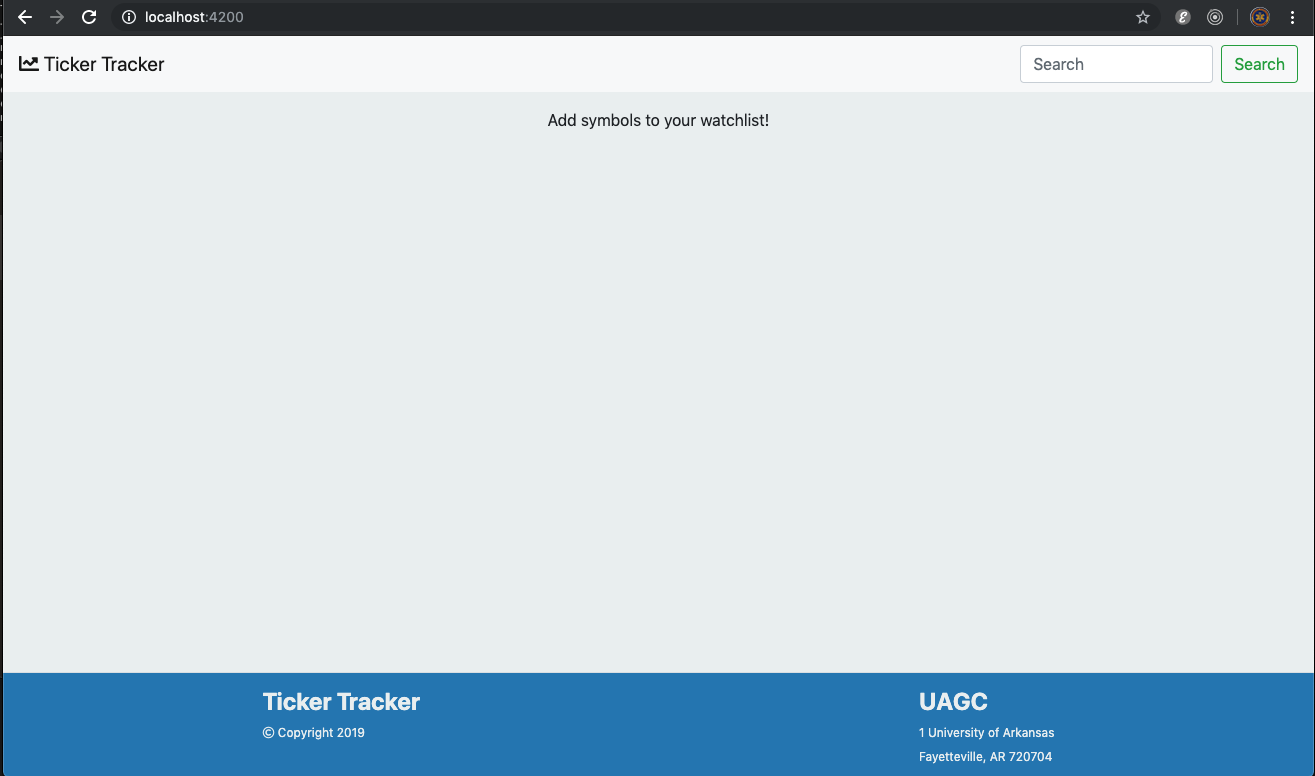 localhost:4200
Ticker Tracker
Search
Search
Add symbols to your watchlist!
Ticker Tracker
© Copyright 2019
UAGC
1 University of Arkansas
Fayetteville, AR 720704